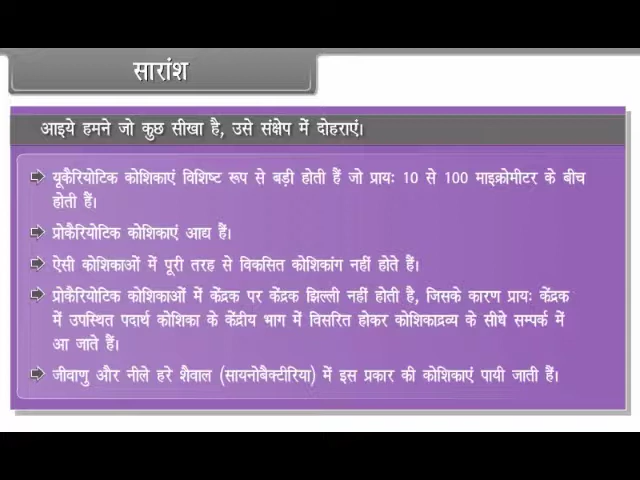 सारांश
आइये हमने जो कुछ सीखा है, उसे संक्षेप में दोहराएं।
यूकैरियोटिक कोशिकाएं विशिष्ट रूप से बड़ी होती हैं जो प्रायः 10 से 100 माइक्रोमीटर के बीच
होती हैं।
प्रोकैरियोटिक कोशिकाएं आद्य हैं।
ऐसी कोशिकाओं में पूरी तरह से विकसित कोशिकांग नहीं होते हैं।
प्रोकैरियोटिक कोशिकाओं में केंद्रक पर केंद्रक झिल्ली नहीं होती है, जिसके कारण प्रायः केंद्रक
में उपस्थित पदार्थ कोशिका के केंद्रीय भाग में विसरित होकर कोशिकाद्रव्य के सीधे सम्पर्क में
आ जाते हैं।
जीवाणु और नीले हरे शैवाल (सायनोबैक्टीरिया) में इस प्रकार की कोशिकाएं पायी जाती हैं।